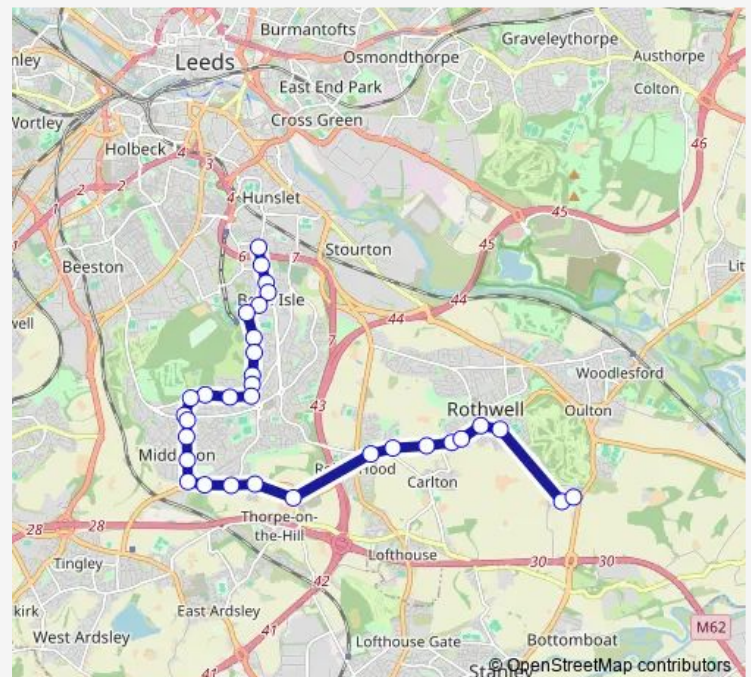 Burmantofts
Graveleythorpe
Leeds
Osmondthorpe
Austhorpe
East End Park
Colton
Cross Green
Holbeck
4
3
4
46
2
2
Hunslet
45
6
7
Stourton
45
Beeston
Isle
44
44
7
Woodlesford
43
Rothwell
Oulton
Carlton
Thorpe-on-
the-Hill
28
28
Lofthouse
30
30
Tingley
42
East Ardsley
41
West Ardsley
M62
Lofthouse Gate
Bottomboat
41
© OpenStreetMap contributors